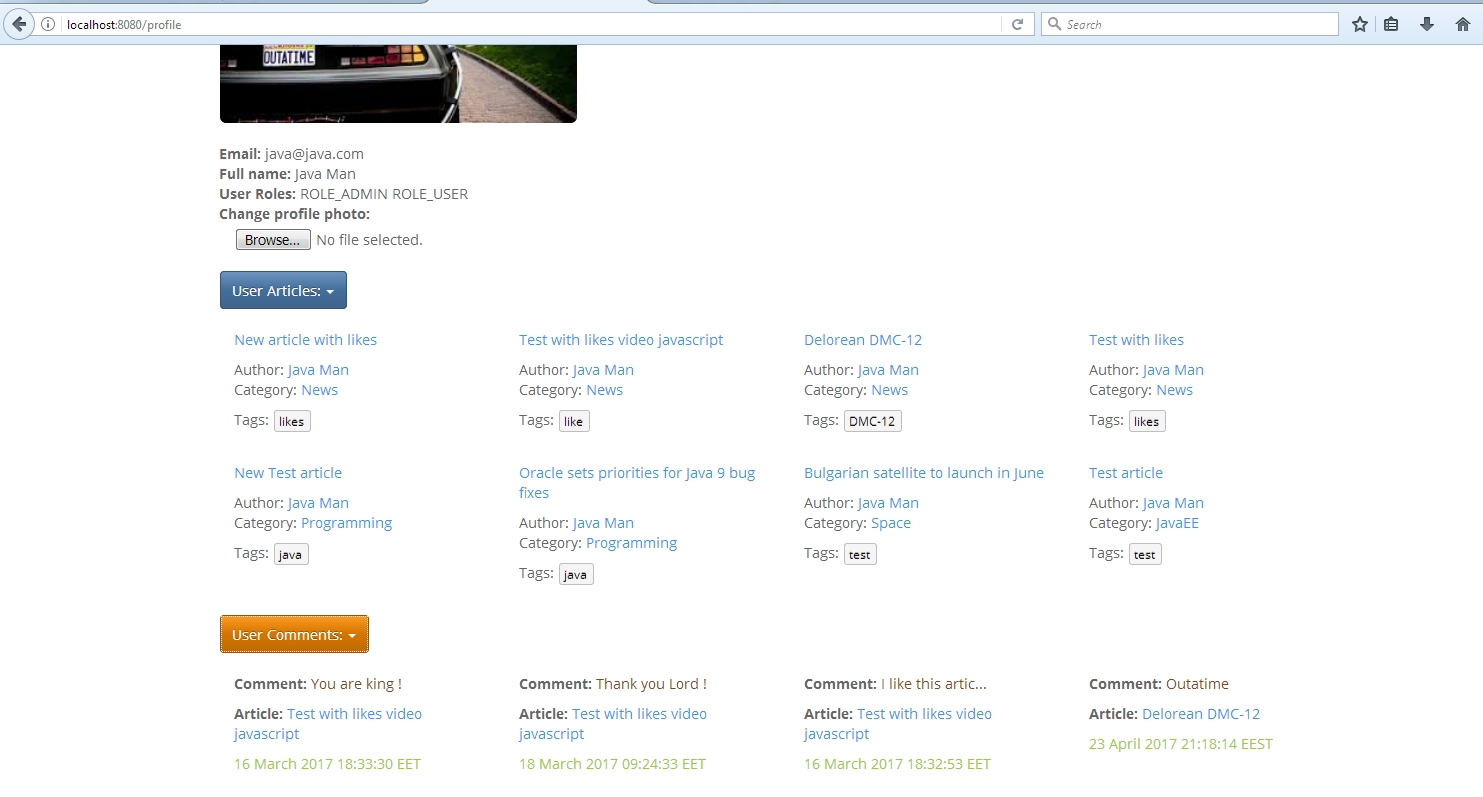 localhost:8080/profile
Search
OUTATIME
Email: java@java.com
Full name: Java Man
User Roles: ROLE_ADMIN ROLE_USER
Change profile photo:
Browse... No file selected.
User Articles:
New article with likes
Author: Java Man
Category: News
Tags: likes
Test with likes video javascript
Author: Java Man
Category: News
Tags: like
Delorean DMC-12
Author: Java Man
Category: News
Tags: DMC-12
Test with likes
Author: Java Man
Category: News
Tags: likes
New Test article
Author: Java Man
Category: Programming
Tags: java
Oracle sets priorities for Java 9 bug
fixes
Author: Java Man
Category: Programming
Tags: java
Bulgarian satellite to launch in June
Author: Java Man
Category: Space
Tags: test
Test article
Author: Java Man
Category: JavaEE
Tags: test
User Comments:
Comment: You are king !
Article: Test with likes video
javascript
16 March 2017 18:33:30 EET
Comment: Thank you Lord !
Article: Test with likes video
javascript
18 March 2017 09:24:33 EET
Comment: I like this artic...
Article: Test with likes video
javascript
16 March 2017 18:32:53 EET
Comment: Outatime
Article: Delorean DMC-12
23 April 2017 21:18:14 EEST